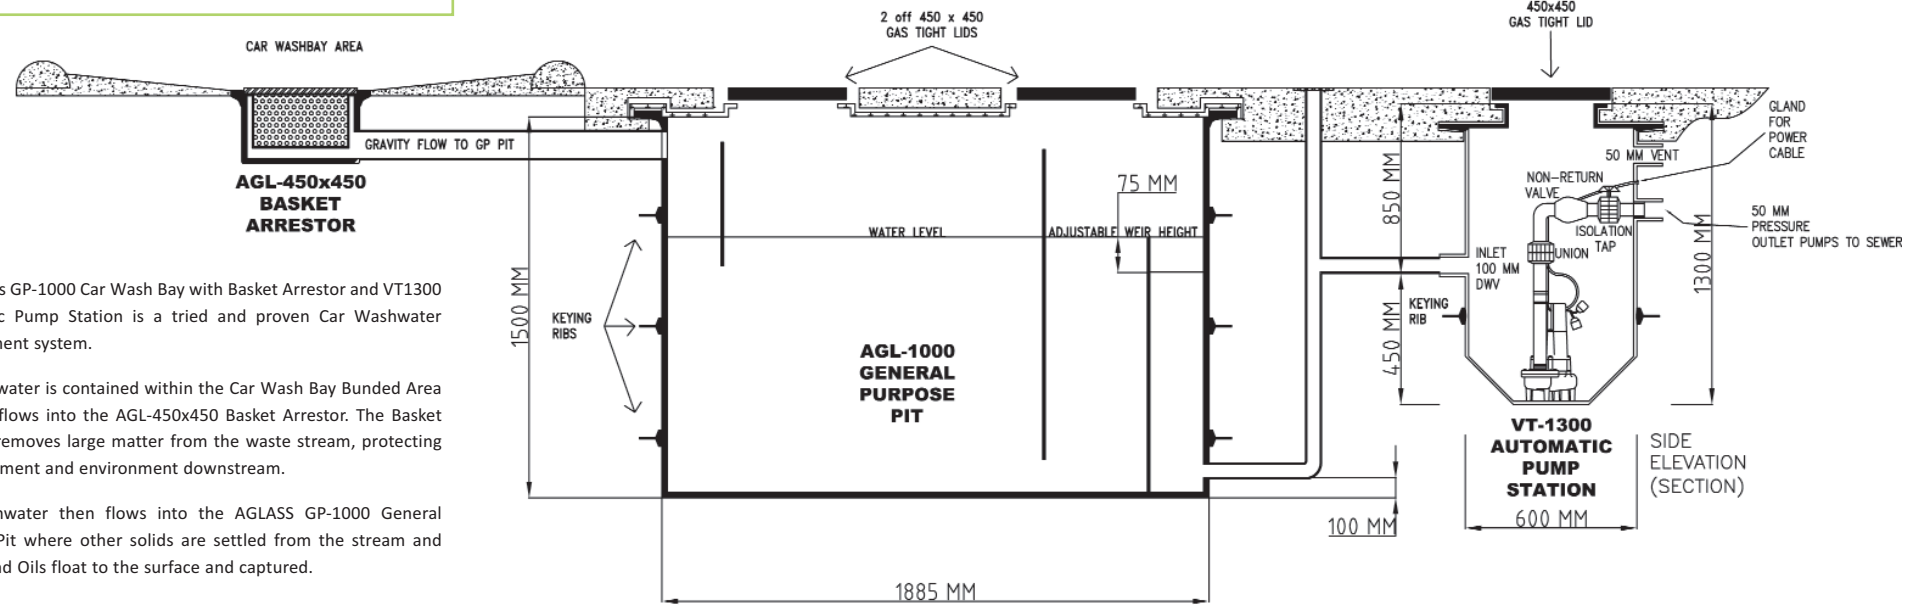 CAR WASHBAY AREA
2 off 450 x 450
GAS TIGHT LIDS
450x450
GAS TIGHT LID
GRAVITY FLOW TO GP PIT
AGL-450x450
BASKET
ARRESTOR
s GP-1000 Car Wash Bay with Basket Arrestor and VT1300
c Pump Station is a tried and proven Car Washwater
ment system.
water is contained within the Car Wash Bay Bunded Area
flows into the AGL-450x450 Basket Arrestor. The Basket
removes large matter from the waste stream, protecting
ment and environment downstream.
hwater then flows into the AGLASS GP-1000 General
Pit where other solids are settled from the stream and
nd Oils float to the surface and captured.
1500 MM
KEYING
RIBS
WATER LEVEL
ADJUSTABLE WEIR HEIGHT
75 MM
AGL-1000
GENERAL
PURPOSE
PIT
1885 MM
100 MM
850 MM
450 MM
KEYING
RIB
INLET
100 MM
DWV
NON-RETURN
VALVE
UNION
ISOLATION
TAP
50 MM VENT
GLAND
FOR
POWER
CABLE
50 MM
PRESSURE
OUTLET PUMPS TO SEWER
1300 MM
VT-1300
AUTOMATIC
PUMP
STATION
600 MM
SIDE
ELEVATION
(SECTION)